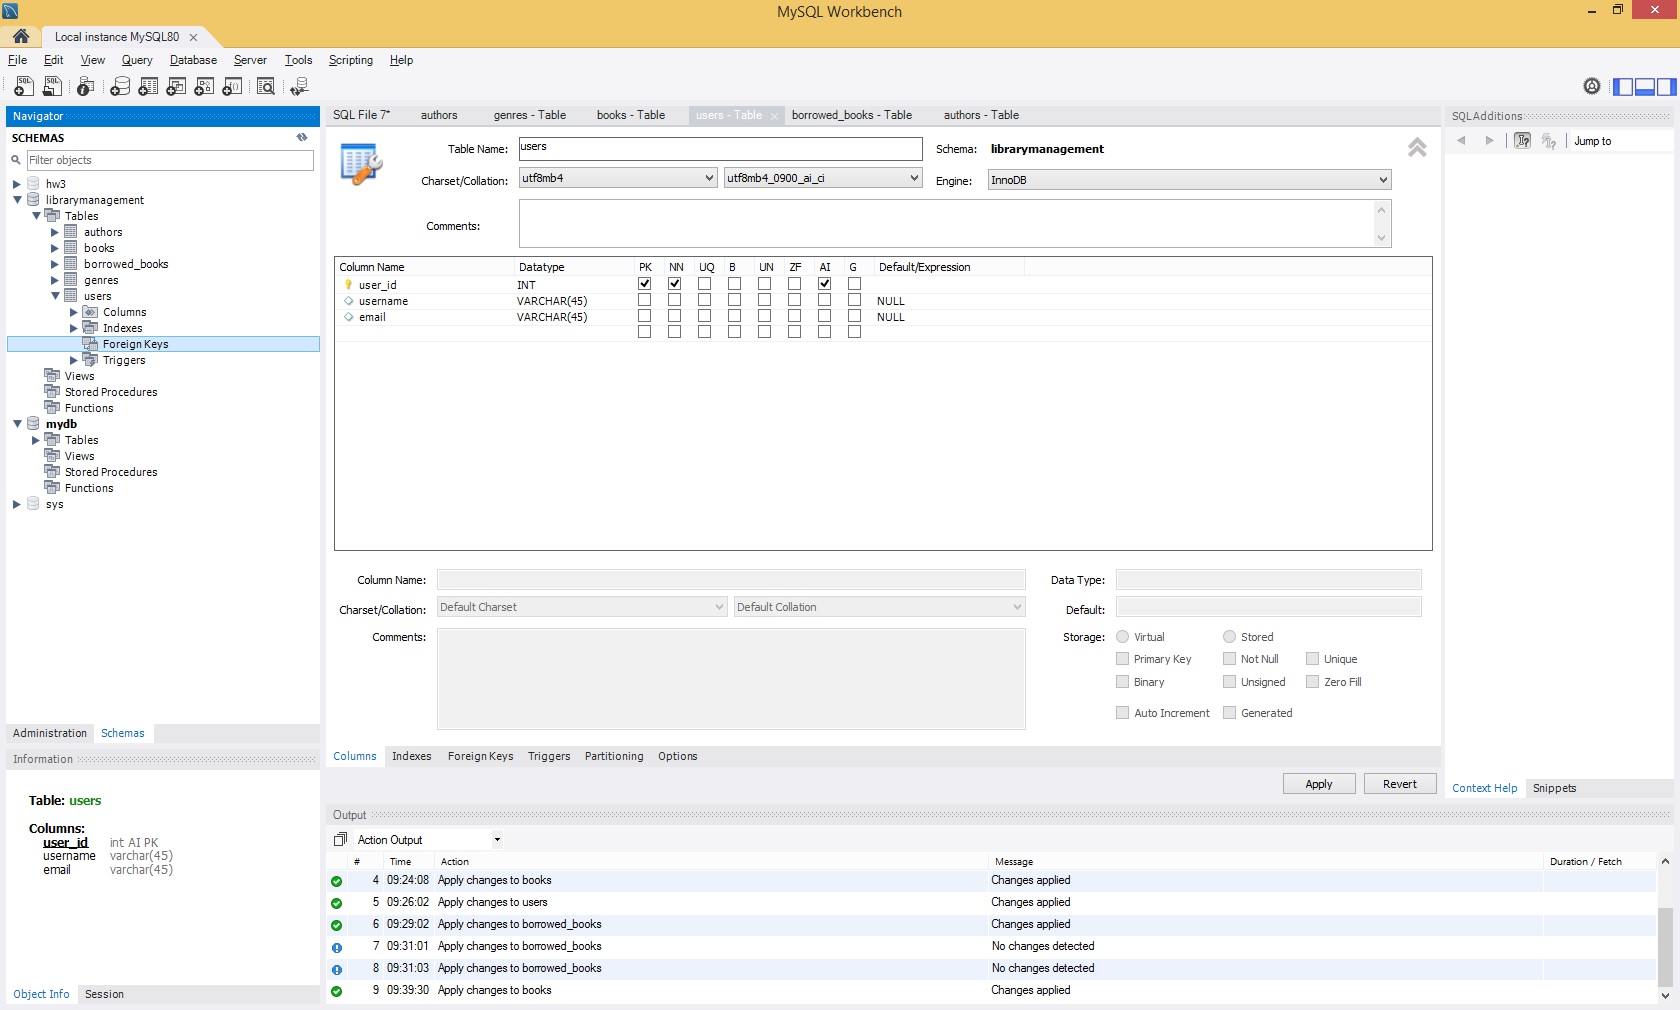 MySQL Workbench
Local instance MySQL80
File Edit View Query Database Server Tools Scripting Help
Navigator
SCHEMAS
Filter objects
hw3
librarymanagement
Tables
authors
books
borrowed_books
genres
users
Columns
Indexes
Foreign Keys
Triggers
Views
Stored Procedures
Functions
mydb
Tables
Views
Stored Procedures
Functions
sys
Administration Schemas
Information
Table: users
Columns:
user_id int AI PK
username varchar(45)
email varchar(45)
Object Info Session
SQL File 7* authors genres - Table books - Table users - Table borrowed_books - Table authors - Table
Table Name: users Schema: librarymanagement
Charset/Collation: utf8mb4 utf8mb4_0900_ai_ci Engine: InnoDB
Comments:
Column Name Datatype PK NN UQ B UN ZF AI G Default/Expression
user_id INT
username VARCHAR(45) NULL
email VARCHAR(45) NULL
Column Name: Data Type:
Charset/Collation: Default Charset Default Collation Default:
Comments: Storage: Virtual Stored
Primary Key Not Null Unique
Binary Unsigned Zero Fill
Auto Increment Generated
Columns Indexes Foreign Keys Triggers Partitioning Options
Apply Revert
Output
Action Output
# Time Action Message Duration / Fetch
4 09:24:08 Apply changes to books Changes applied
5 09:26:02 Apply changes to users Changes applied
6 09:29:02 Apply changes to borrowed_books Changes applied
7 09:31:01 Apply changes to borrowed_books No changes detected
8 09:31:03 Apply changes to borrowed_books No changes detected
9 09:39:30 Apply changes to books Changes applied
SQLAdditions
Jump to
Context Help Snippets